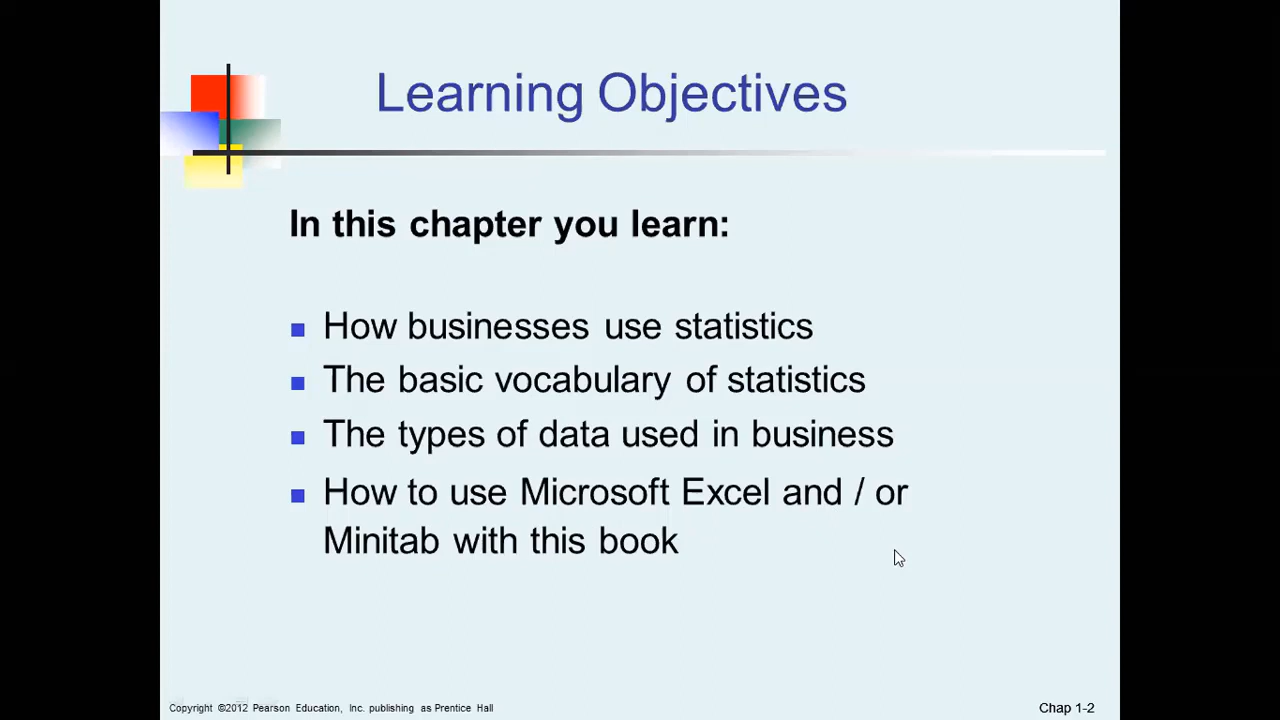 Learning Objectives
In this chapter you learn:
How businesses use statistics
The basic vocabulary of statistics
The types of data used in business
How to use Microsoft Excel and / or
Minitab with this book
Copyright ©2012 Pearson Education, Inc. publishing as Prentice Hall
Chap 1-2